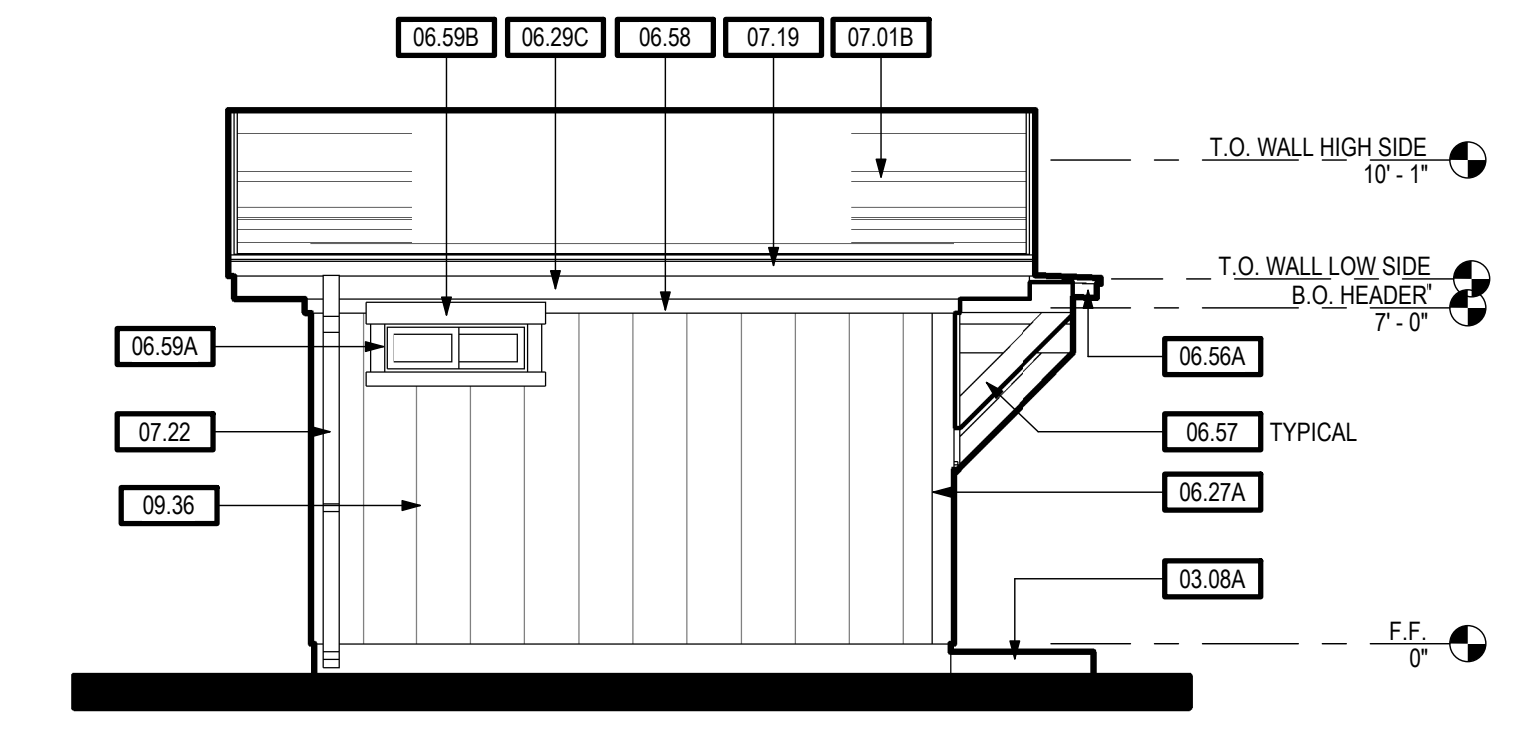 06.59B
06.29C
06.58
07.19
07.01B
T.O. WALL HIGH SIDE
10' - 1"
T.O. WALL LOW SIDE
B.O. HEADER"
7' - 0"
06.59A
06.56A
07.22
06.57 TYPICAL
09.36
06.27A
03.08A
F.F.
0"